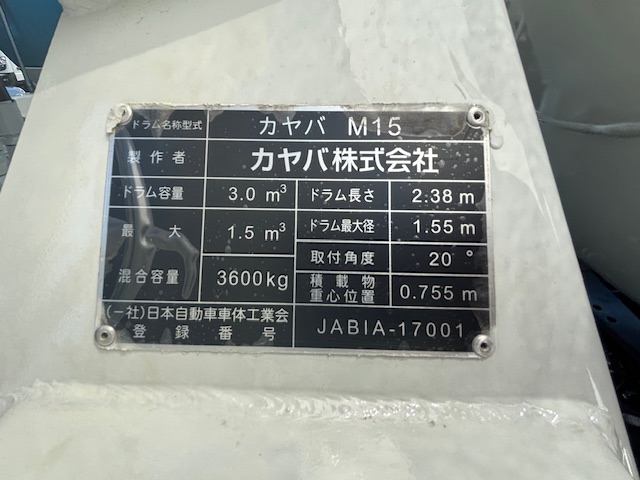 ドラム名称型式 カヤバ M15
製作者 カヤバ株式会社
ドラム容量 3.0 m³ ドラム長さ 2.38 m
最大 1.5 m³ ドラム最大径 1.55 m
取付角度 20°
混合容量 3600kg 積載物 0.755 m
重心位置
(一社)日本自動車車体工業会 JABIA-17001
登録番号